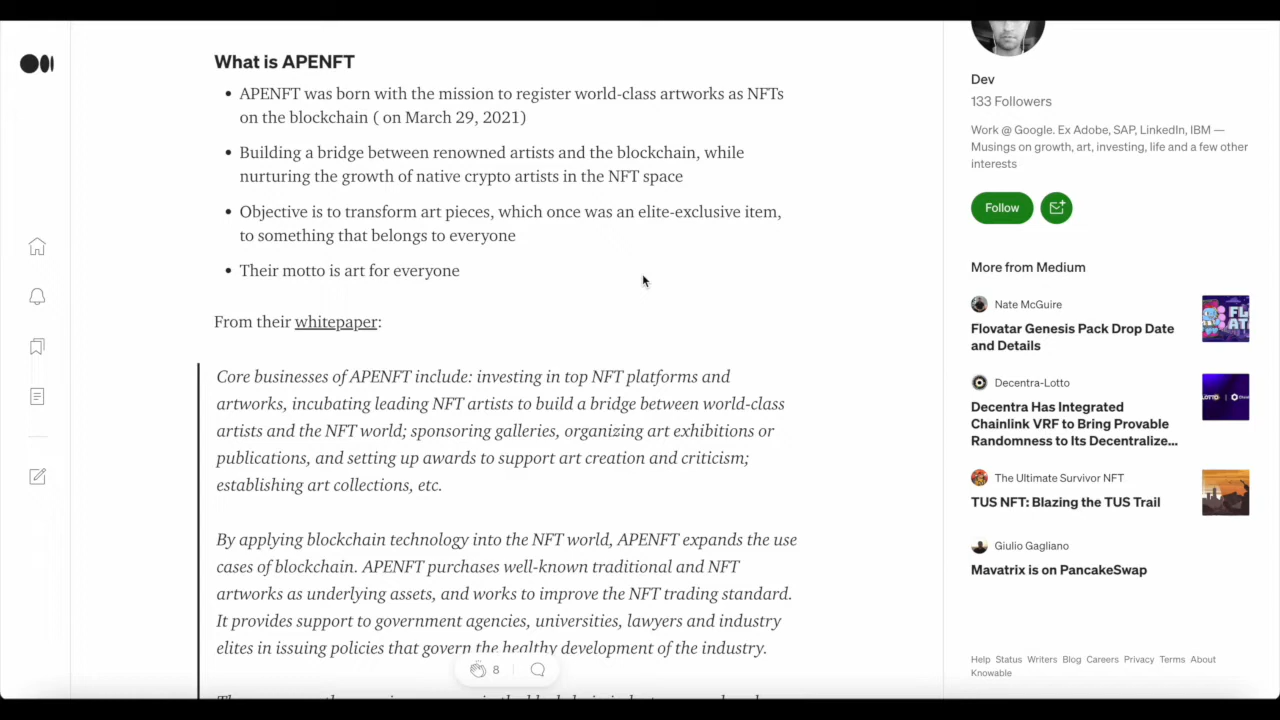 What is APENFT
• APENFT was born with the mission to register world-class artworks as NFTs
on the blockchain ( on March 29, 2021)
• Building a bridge between renowned artists and the blockchain, while
nurturing the growth of native crypto artists in the NFT space
• Objective is to transform art pieces, which once was an elite-exclusive item,
to something that belongs to everyone
• Their motto is art for everyone
From their whitepaper:
Core businesses of APENFT include: investing in top NFT platforms and
artworks, incubating leading NFT artists to build a bridge between world-class
artists and the NFT world; sponsoring galleries, organizing art exhibitions or
publications, and setting up awards to support art creation and criticism;
establishing art collections, etc.
By applying blockchain technology into the NFT world, APENFT expands the use
cases of blockchain. APENFT purchases well-known traditional and NFT
artworks as underlying assets, and works to improve the NFT trading standard.
It provides support to government agencies, universities, lawyers and industry
elites in issuing policies that govern the healthy development of the industry.
8
Dev
133 Followers
Work @ Google. Ex Adobe, SAP, LinkedIn, IBM —
Musings on growth, art, investing, life and a few other
interests
Follow
More from Medium
Nate McGuire
Flovatar Genesis Pack Drop Date
and Details
Decentra-Lotto
Decentra Has Integrated
Chainlink VRF to Bring Provable
Randomness to Its Decentralize...
The Ultimate Survivor NFT
TUS NFT: Blazing the TUS Trail
Giulio Gagliano
Mavatrix is on PancakeSwap
Help Status Writers Blog Careers Privacy Terms About
Knowable